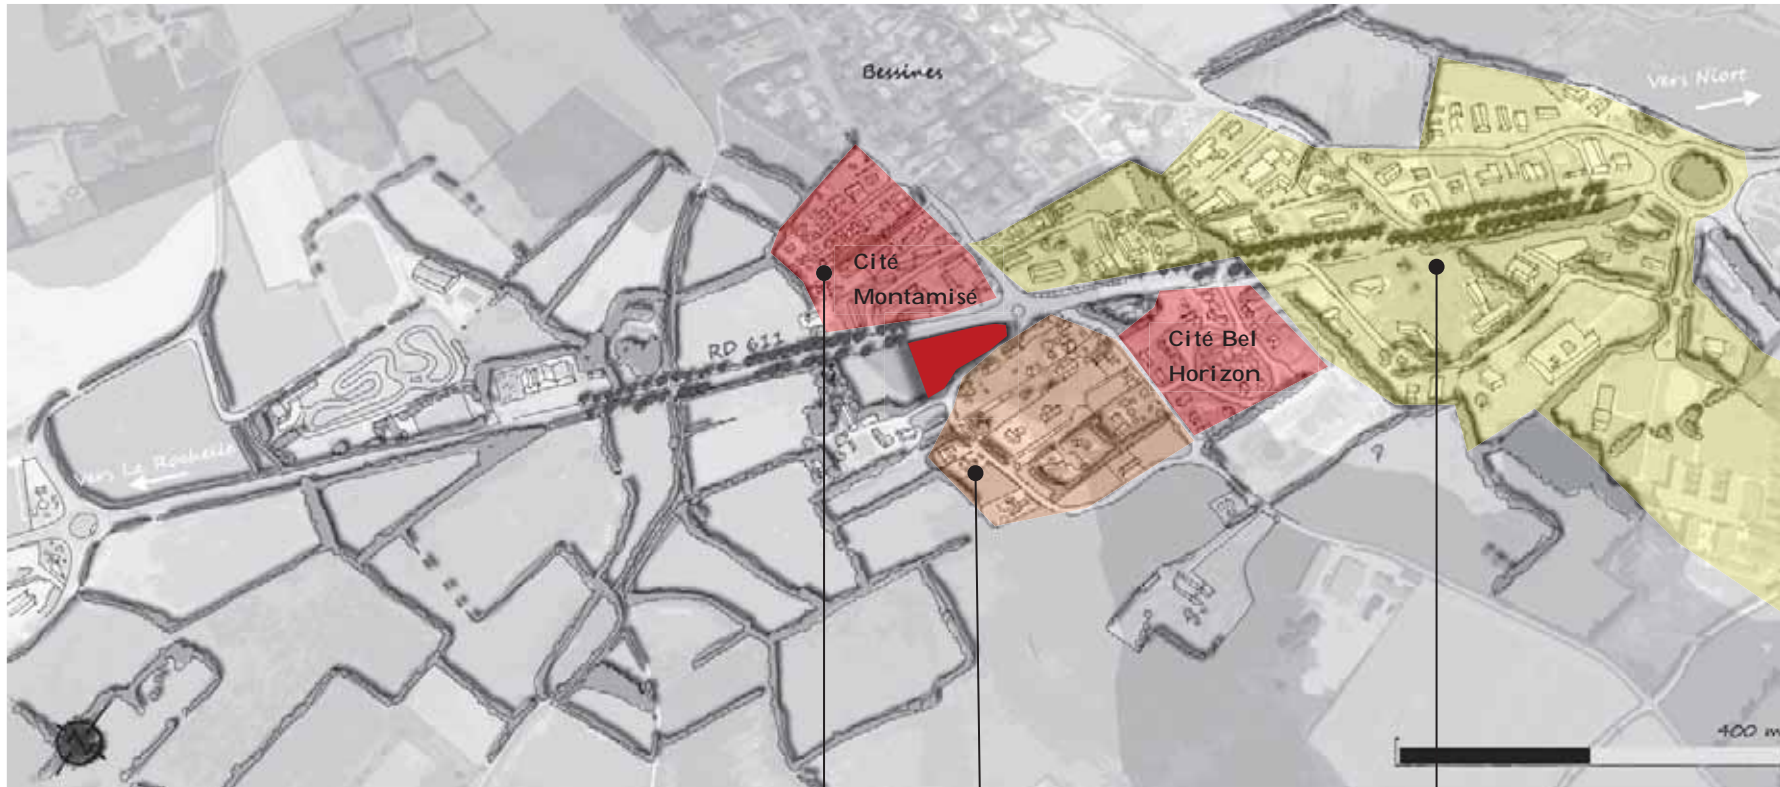 Bessines
Vers Niort
Cité
Montamisé
RD 611
Cité Bel
Horizon
Vers La Rochelle
?
400 m